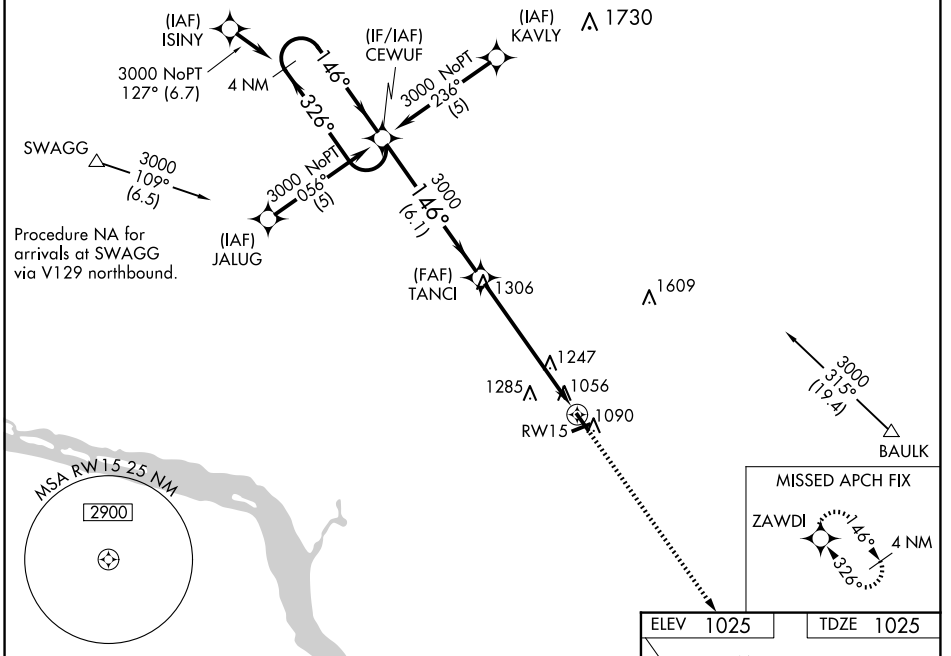 (IAF)
ISINY
3000 NoPT
127° (6.7)
4 NM
146°
326°
(IF/IAF)
CEWUF
(IAF)
KAVLY
1730
3000 NoPT
236°
(5)
SWAGG
3000
109°
(6.5)
3000 NoPT
056°
(5)
(IAF)
JALUG
Procedure NA for
arrivals at SWAGG
via V129 northbound.
3000
146°
(6.1)
(FAF)
TANCI
1306
1609
1247
1285
1056
1090
RW15
3000
315°
(19.4)
BAULK
MSA RW15 25 NM
2900
MISSED APCH FIX
ZAWDI
146°
4 NM
326°
ELEV 1025
TDZE 1025